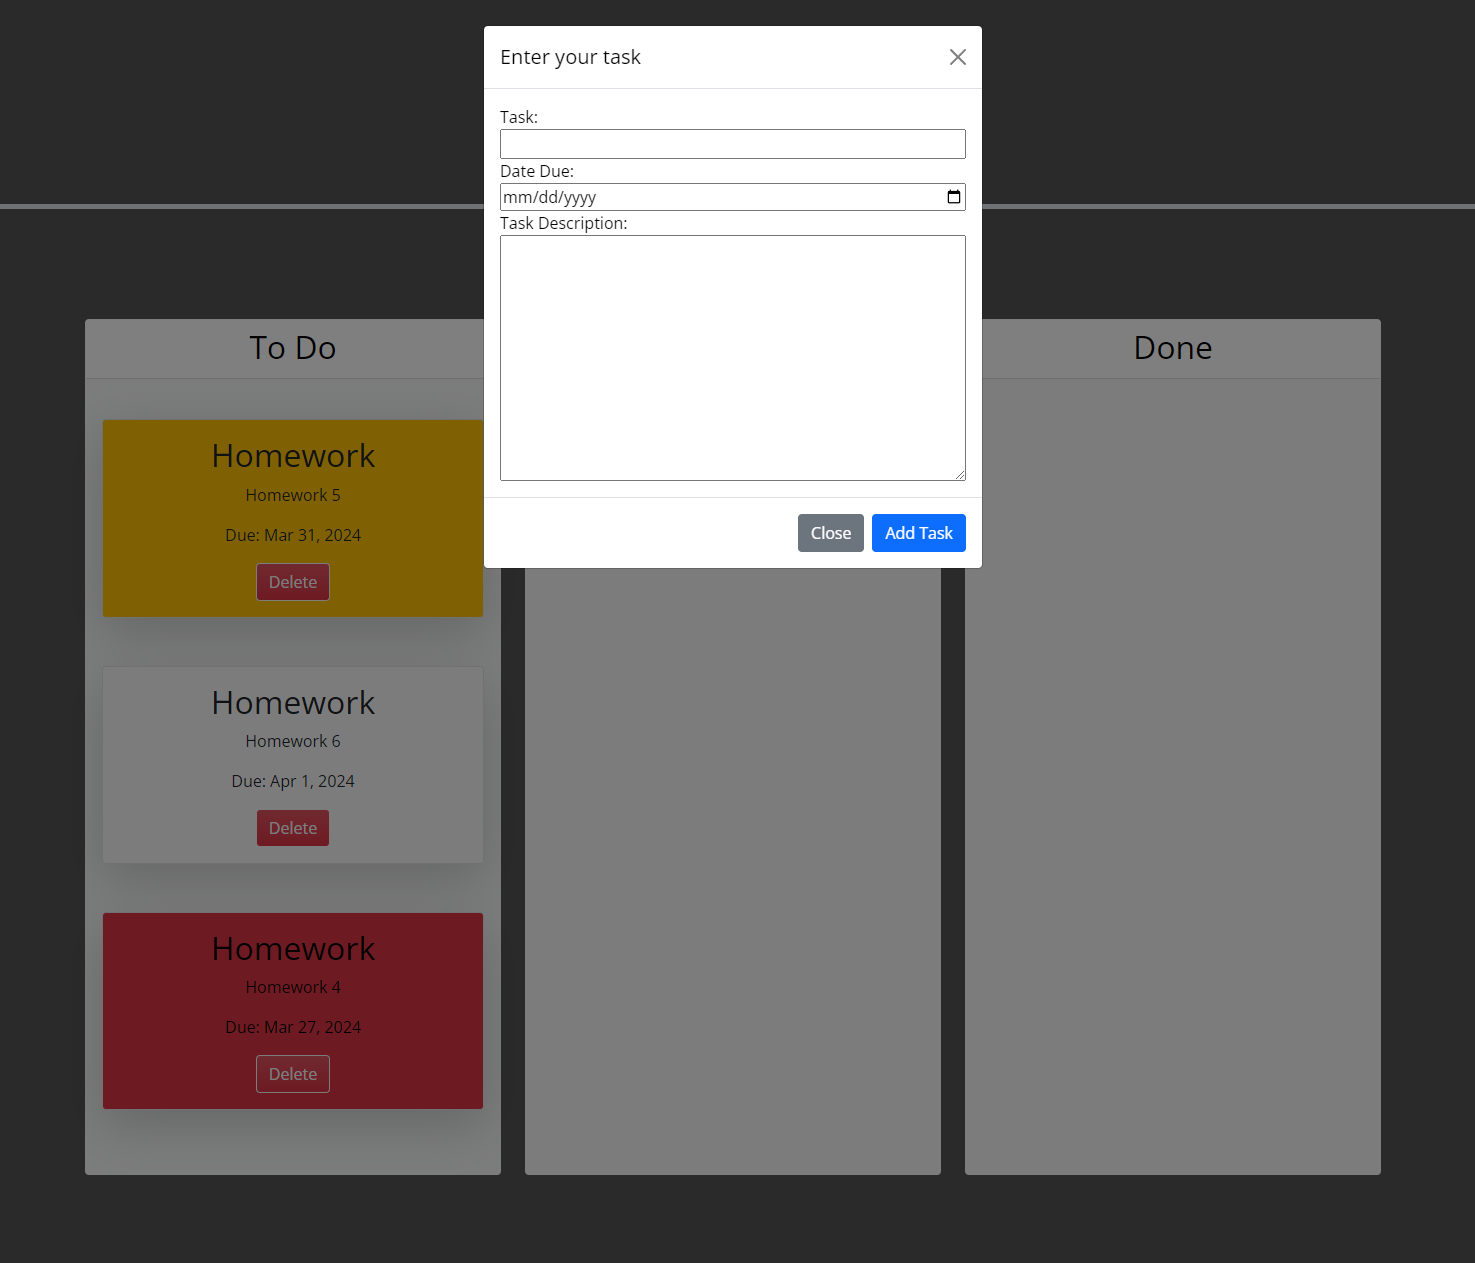 Enter your task
Task:
Date Due:
mm/dd/yyyy
Task Description:
Close
Add Task
To Do
Homework
Homework 5
Due: Mar 31, 2024
Delete
Homework
Homework 6
Due: Apr 1, 2024
Delete
Homework
Homework 4
Due: Mar 27, 2024
Delete
Done